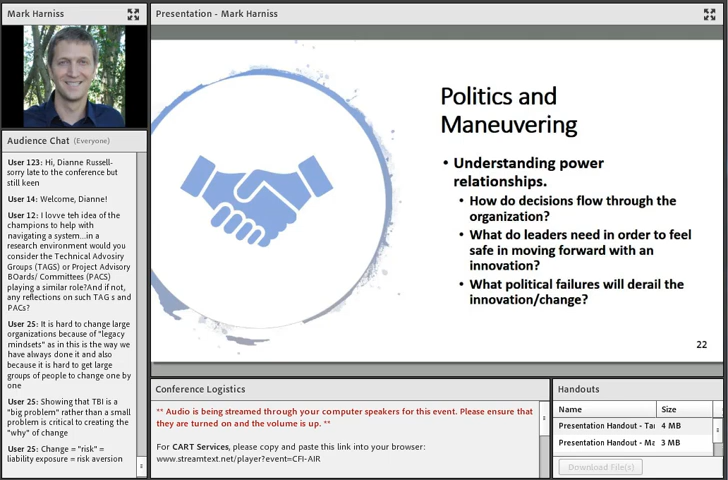 Mark Harniss
Presentation - Mark Harniss
Audience Chat (Everyone)
User 123: Hi, Dianne Russell-
sorry late to the conference but
still keen
User 14: Welcome, Dianne!
User 12: I lovve teh idea of the
champions to help with
navigating a system...in a
research environment would you
consider the Technical Advosiry
Groups (TAGS) or Project Advisory
BOards/ Committees (PACS)
playing a similar role?And if not,
any reflections on such TAG s and
PACs?
User 25: It is hard to change large
organizations because of "legacy
mindsets" as in this is the way we
have always done it and also
because it is hard to get large
groups of people to change one by
one
User 25: Showing that TBI is a
"big problem" rather than a small
problem is critical to creating the
"why" of change
User 25: Change = "risk" =
liability exposure = risk aversion
Politics and
Maneuvering
• Understanding power
relationships.
• How do decisions flow through the
organization?
• What do leaders need in order to feel
safe in moving forward with an
innovation?
• What political failures will derail the
innovation/change?
22
Conference Logistics
** Audio is being streamed through your computer speakers for this event. Please ensure that
they are turned on and the volume is up. **
For CART Services, please copy and paste this link into your browser:
www.streamtext.net/player?event=CFI-AIR
Handouts
Name Size
Presentation Handout - Tai 4 MB
Presentation Handout - Ma 3 MB
Download File(s)